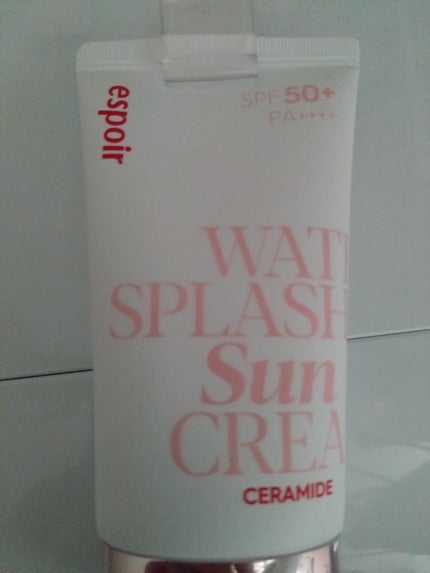 espoir
SPF 50+
PA++++
WAT
SPLASH
Sun
CREA
CERAMIDE